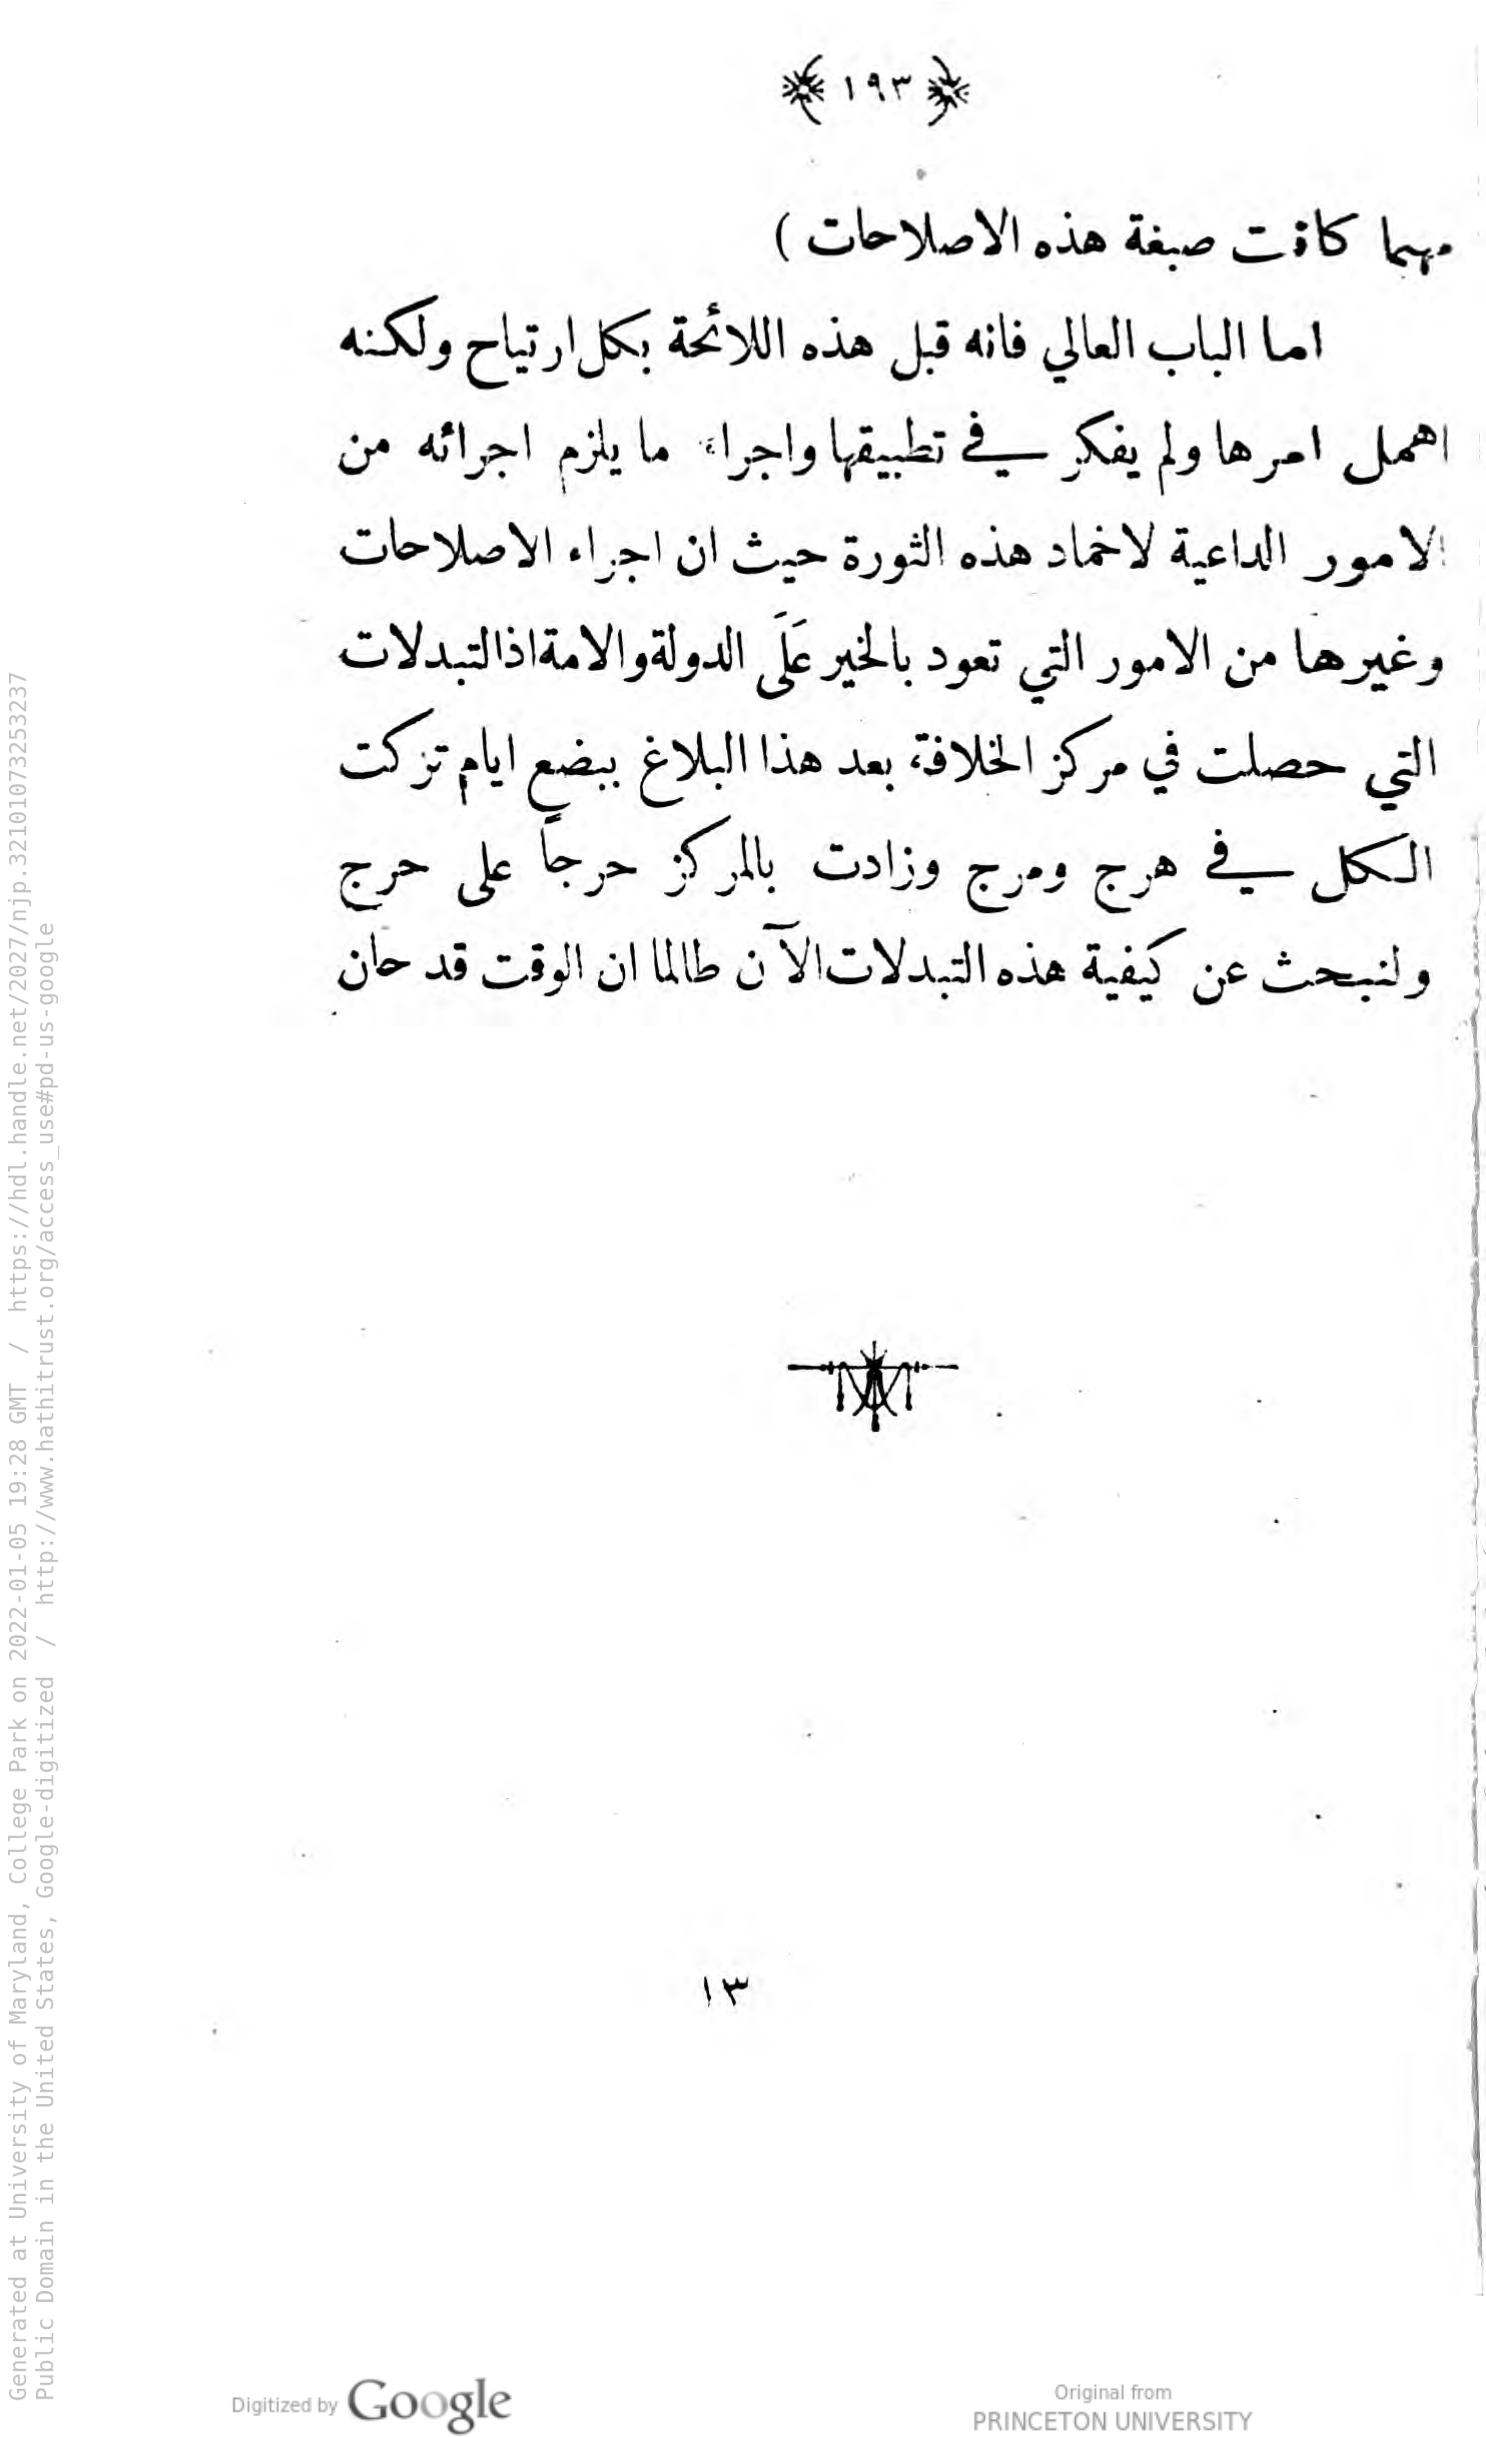 ﴿ ١٩٣ ﴾
مهما كانت صبغة هذه الاصلاحات )
اما الباب العالي فانه قبل هذه اللائحة بكل ارتياح ولكنه
اهمل امرها ولم يفكر في تطبيقها واجراء ما يلزم اجرائه من
الامور الداعية لاخماد هذه الثورة حيث ان اجراء الاصلاحات
وغيرها من الامور التي تعود بالخير عَلَى الدولة والامة اذ التبدلات
التي حصلت في مركز الخلافة بعد هذا البلاغ ببضع ايام تركت
الكل في هرج ومرج وزادت بالمركز حرجاً على حرج
ولنبحث عن كيفية هذه التبدلات الآن طالما ان الوقت قد حان
١٣
Digitized by Google
Original from
PRINCETON UNIVERSITY
Generated at University of Maryland, College Park on 2022-01-05 19:28 GMT / https://hdl.handle.net/2027/njp.32101073253237
Public Domain in the United States, Google-digitized / http://www.hathitrust.org/access_use#pd-us-google